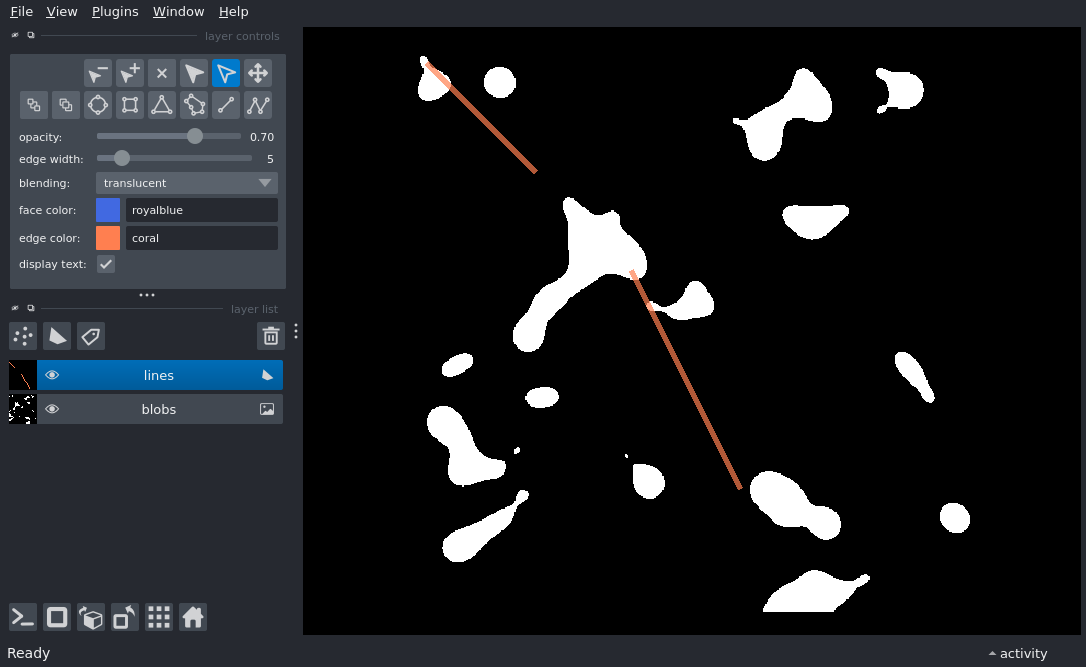 File View Plugins Window Help
layer controls
opacity: 0.70
edge width: 5
blending: translucent
face color: royalblue
edge color: coral
display text:
layer list
lines
blobs
Ready
activity